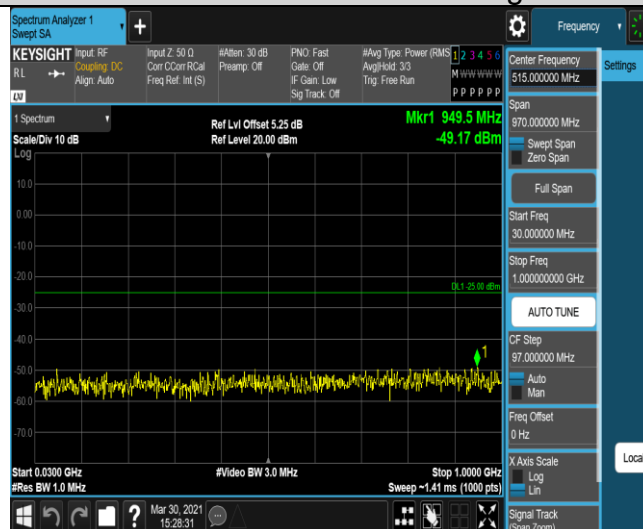 Spectrum Analyzer 1
Swept SA
+
Frequency
KEYSIGHT
RL
Input: RF
Coupling: DC
Align: Auto
Input Z: 50 Ω
Corr CCorr RCal
Freq Ref: Int (S)
#Atten: 30 dB
Preamp: Off
PNO: Fast
Gate: Off
IF Gain: Low
Sig Track: Off
#Avg Type: Power (RMS
Avg|Hold: 3/3
Trig: Free Run
1 2 3 4 5 6
M W W W W W
P P P P P P
1 Spectrum
Scale/Div 10 dB
Log
Ref Lvl Offset 5.25 dB
Ref Level 20.00 dBm
Mkr1 949.5 MHz
-49.17 dBm
10.0
0.00
-10.0
-20.0
-30.0
-40.0
-50.0
-60.0
-70.0
DL1 -25.00 dBm
1
Start 0.0300 GHz
#Res BW 1.0 MHz
#Video BW 3.0 MHz
Stop 1.0000 GHz
Sweep ~1.41 ms (1000 pts)
?
Mar 30, 2021
15:28:31
Center Frequency
515.000000 MHz
Settings
Span
970.000000 MHz
Swept Span
Zero Span
Full Span
Start Freq
30.000000 MHz
Stop Freq
1.000000000 GHz
AUTO TUNE
CF Step
97.000000 MHz
Auto
Man
Freq Offset
0 Hz
X Axis Scale
Log
Lin
Local
Signal Track
(Span Zoom)